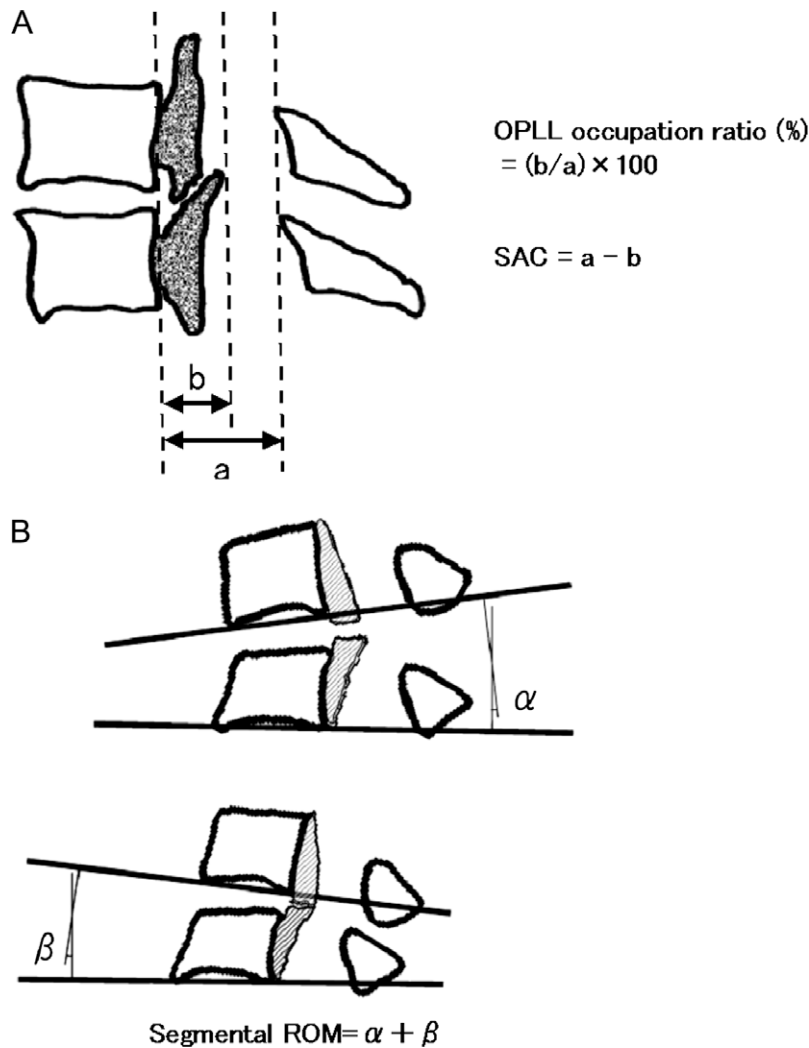 A
OPLL occupation ratio (%)
= (b/a) × 100
SAC = a − b
b
a
B
α
β
Segmental ROM= α + β